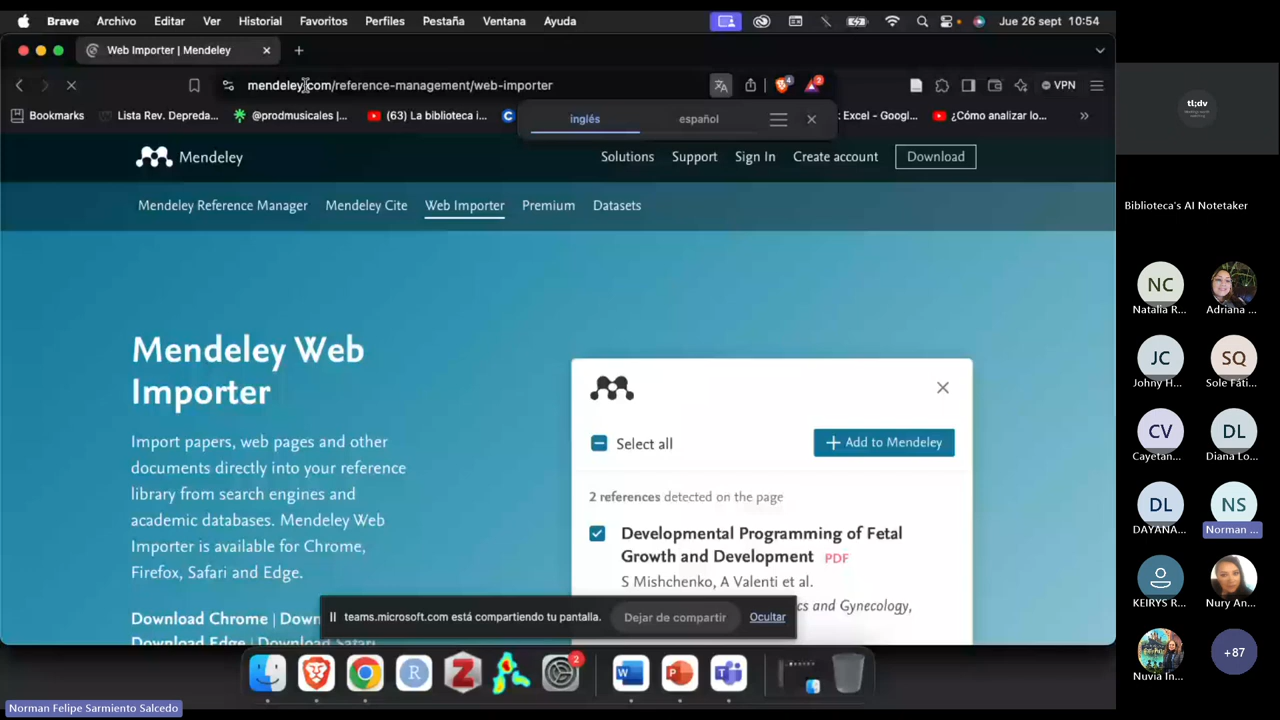 Brave Archivo Editar Ver Historial Favoritos Perfiles Pestaña Ventana Ayuda Jue 26 sept 10:54
Web Importer | Mendeley
mendeley.com/reference-management/web-importer
4
2
VPN
Bookmarks Lista Rev. Depreda... @prodmusicales | (63) La biblioteca i... Excel - Googl... ¿Cómo analizar lo...
inglés español
Mendeley Solutions Support Sign In Create account Download
Mendeley Reference Manager Mendeley Cite Web Importer Premium Datasets
Mendeley Web
Importer
Import papers, web pages and other
documents directly into your reference
library from search engines and
academic databases. Mendeley Web
Importer is available for Chrome,
Firefox, Safari and Edge.
Download Chrome |
Select all
+ Add to Mendeley
2 references detected on the page
Developmental Programming of Fetal
Growth and Development PDF
S Mishchenko, A Valenti et al.
cs and Gynecology,
teams.microsoft.com está compartiendo tu pantalla. Dejar de compartir Ocultar
2
tl;dv
Biblioteca's AI Notetaker
NC
Natalia R... Adriana ...
JC SQ
Johny H... Sole Fáti...
CV DL
Cayetan... Diana Lo...
DL NS
DAYANA... Norman ...
KEIRYS R... Nury An...
+87
Nuvia In...
Norman Felipe Sarmiento Salcedo